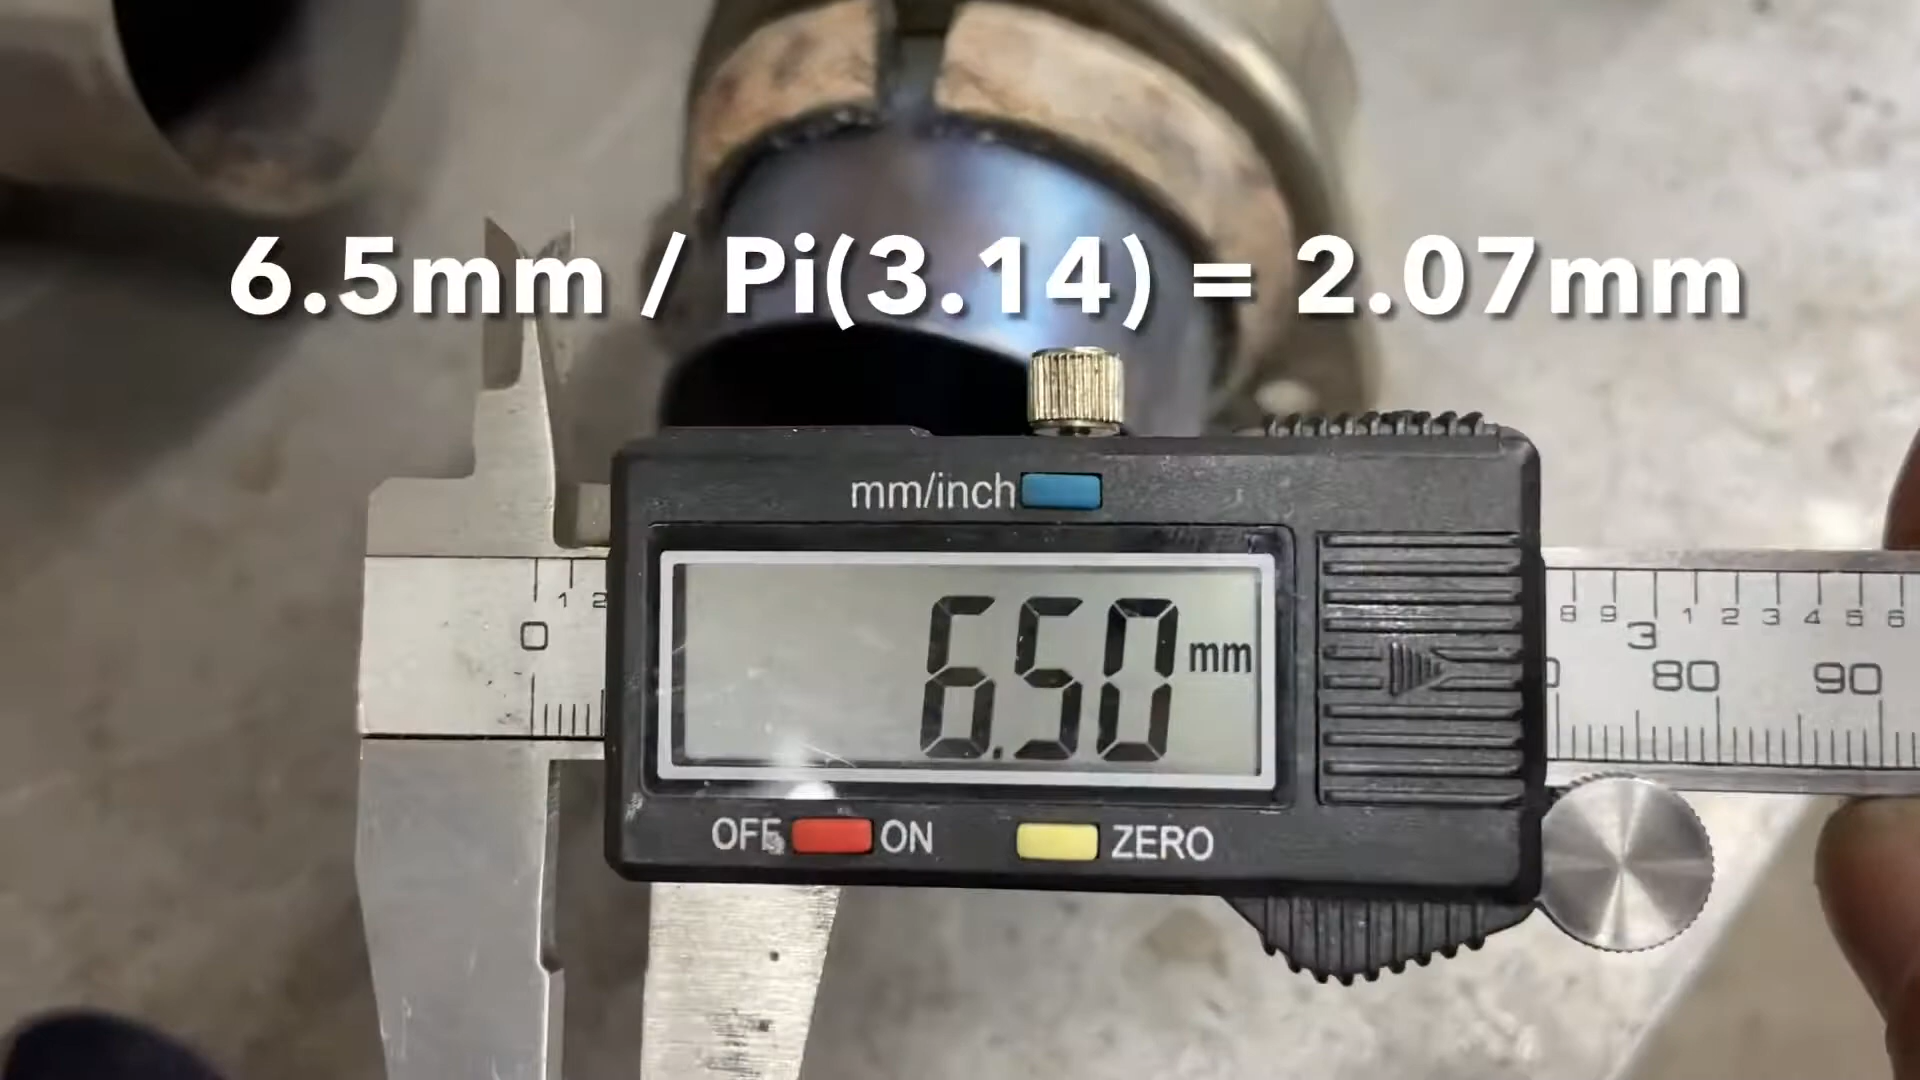 6.5mm / Pi(3.14) = 2.07mm
mm/inch
6.50 mm
0 1 2
8 9 3 1 2 3 4 5 6
80 90
OFF ON ZERO